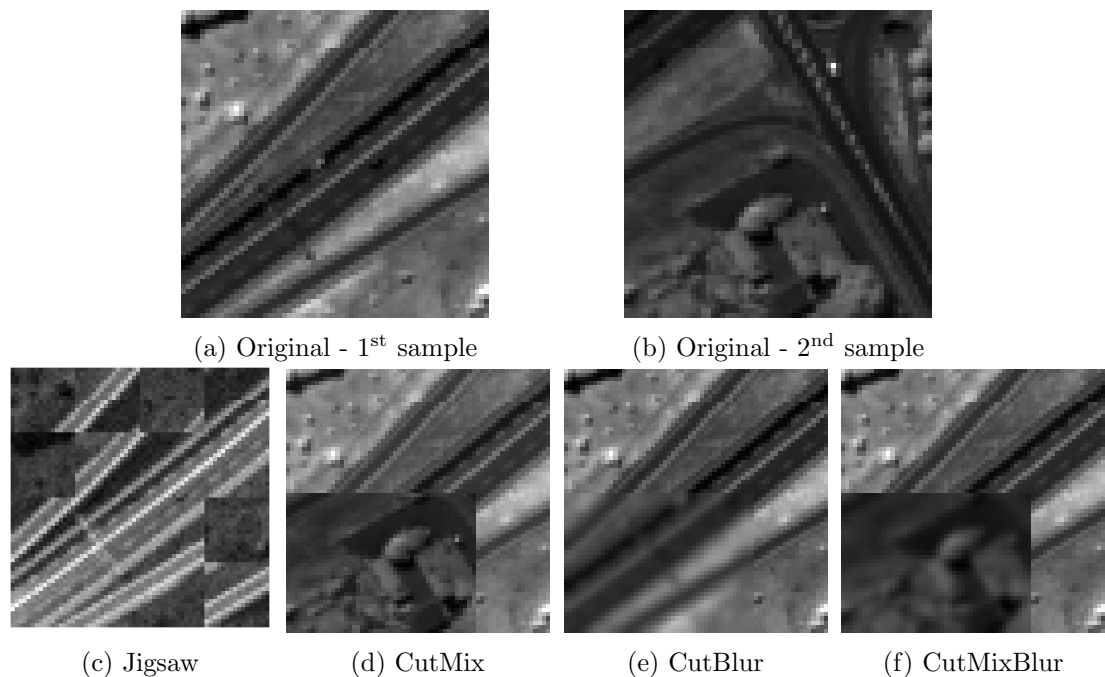 (a) Original - 1st sample
(b) Original - 2nd sample
(c) Jigsaw
(d) CutMix
(e) CutBlur
(f) CutMixBlur